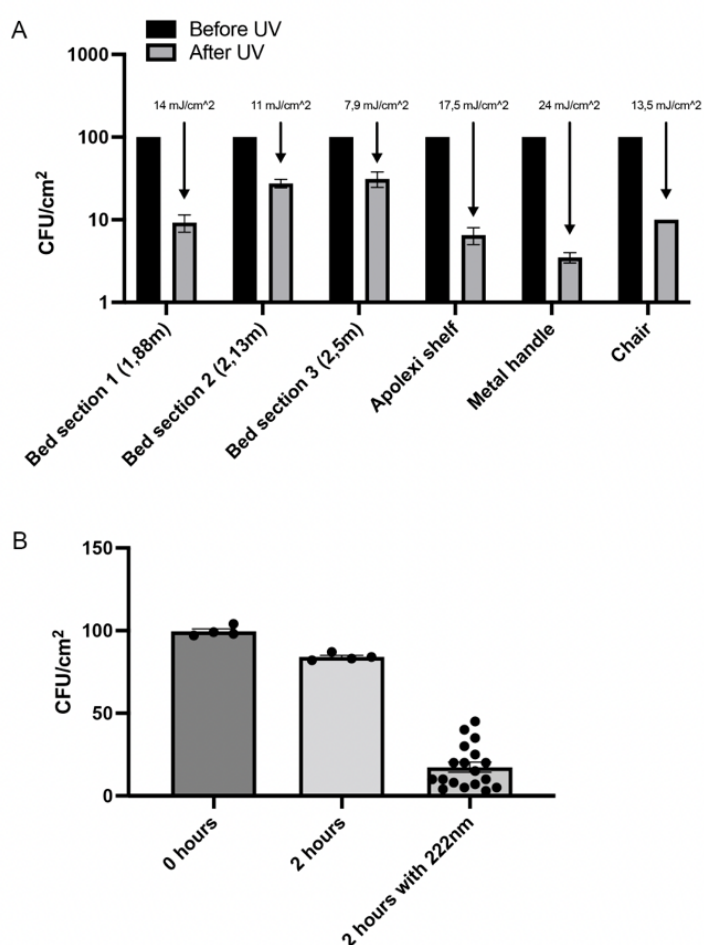 A
Before UV
After UV
1000
100
10
1
CFU/cm²
14 mJ/cm^2
11 mJ/cm^2
7,9 mJ/cm^2
17,5 mJ/cm^2
24 mJ/cm^2
13,5 mJ/cm^2
Bed section 1 (1,88m)
Bed section 2 (2,13m)
Bed section 3 (2,5m)
Apolexi shelf
Metal handle
Chair
B
150
100
50
0
CFU/cm²
0 hours
2 hours
2 hours with 222nm